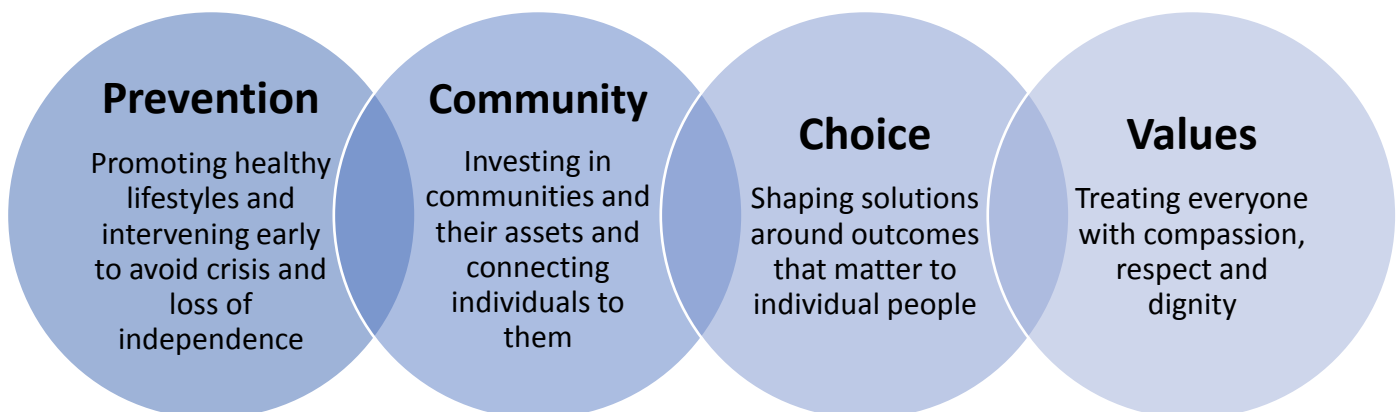 Prevention
Promoting healthy
lifestyles and
intervening early
to avoid crisis and
loss of
independence
Community
Investing in
communities and
their assets and
connecting
individuals to
them
Choice
Shaping solutions
around outcomes
that matter to
individual people
Values
Treating everyone
with compassion,
respect and
dignity